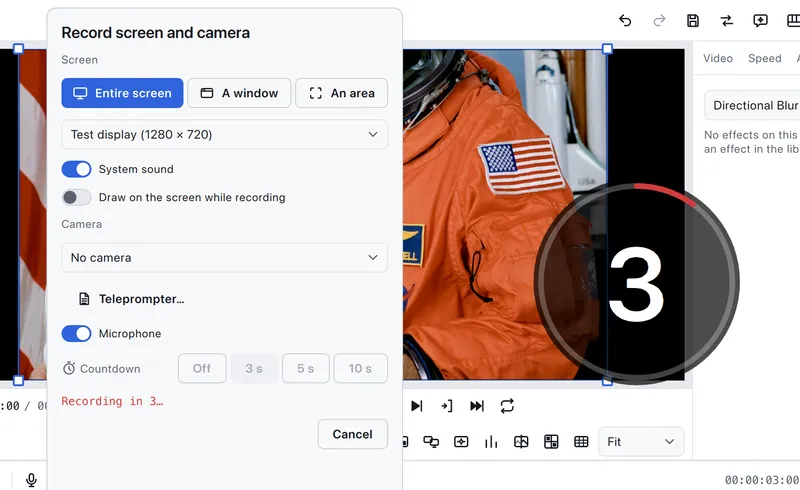 Record screen and camera
Screen
Entire screen
A window
An area
Test display (1280 × 720)
System sound
Draw on the screen while recording
Camera
No camera
Teleprompter…
Microphone
Countdown
Off
3 s
5 s
10 s
Recording in 3…
Cancel
3
USA
Video
Speed
Directional Blur
No effects on this
an effect in the lib
:00 / 00
Fit
00:00:03:00